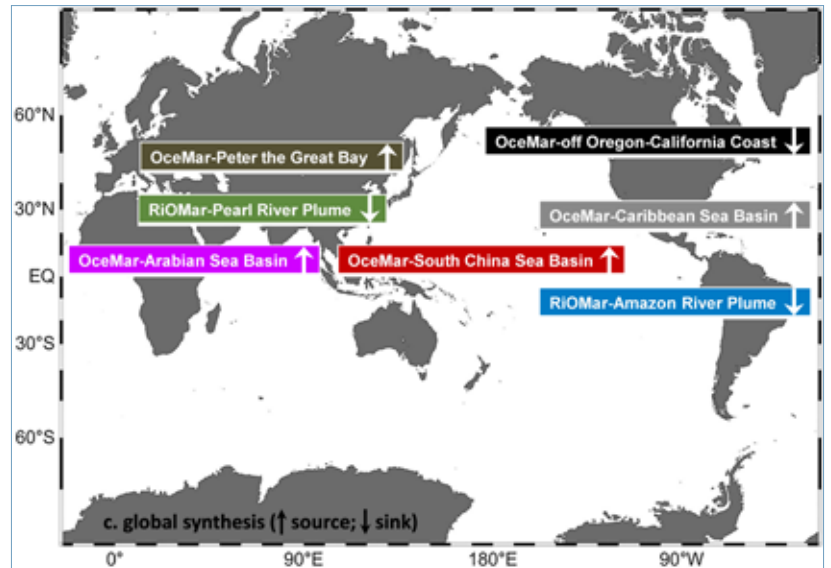 60°N
30°N
EQ
30°S
60°S
OceMar-Peter the Great Bay ↑
OceMar-off Oregon-California Coast ↓
RiOMar-Pearl River Plume ↓
OceMar-Caribbean Sea Basin ↑
OceMar-Arabian Sea Basin ↑
OceMar-South China Sea Basin ↑
RiOMar-Amazon River Plume ↓
c. global synthesis (↑ source; ↓ sink)
0° 90°E 180°E 90°W